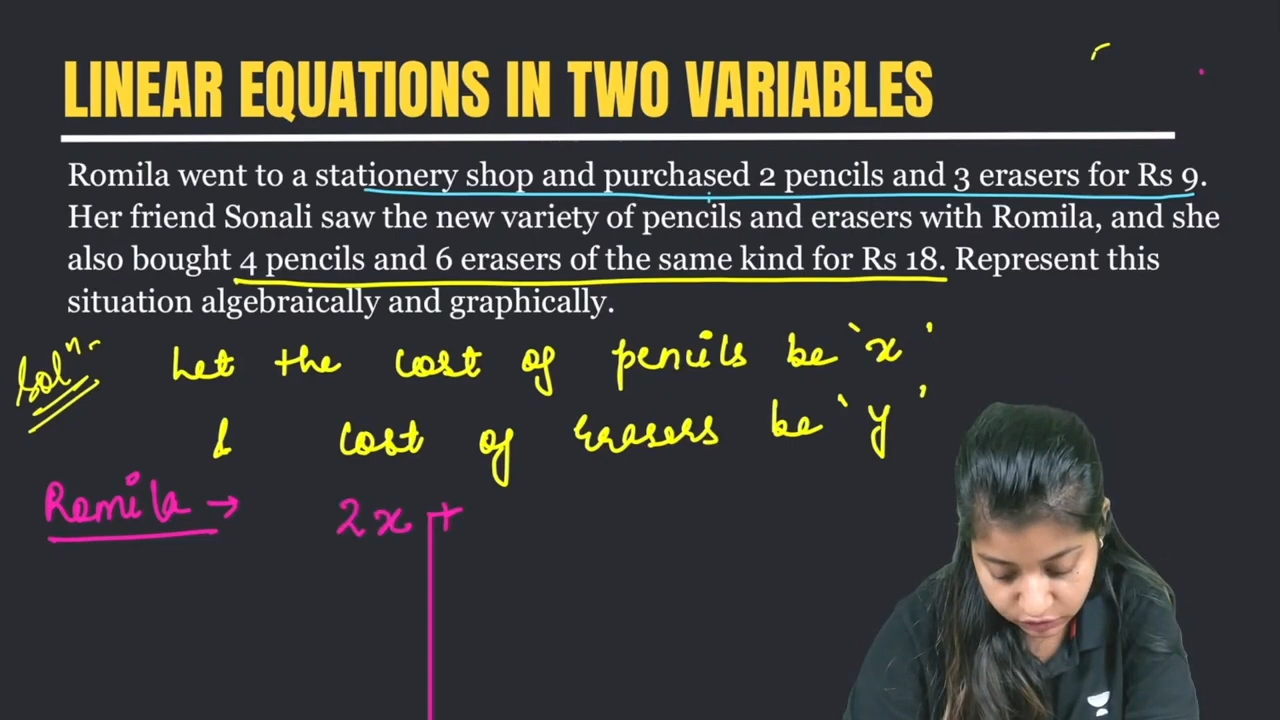 LINEAR EQUATIONS IN TWO VARIABLES
Romila went to a stationery shop and purchased 2 pencils and 3 erasers for Rs 9.
Her friend Sonali saw the new variety of pencils and erasers with Romila, and she
also bought 4 pencils and 6 erasers of the same kind for Rs 18. Represent this
situation algebraically and graphically.
Solⁿ- Let the cost of pencils be 'x'
& cost of erasers be 'y'
Romila → 2x +